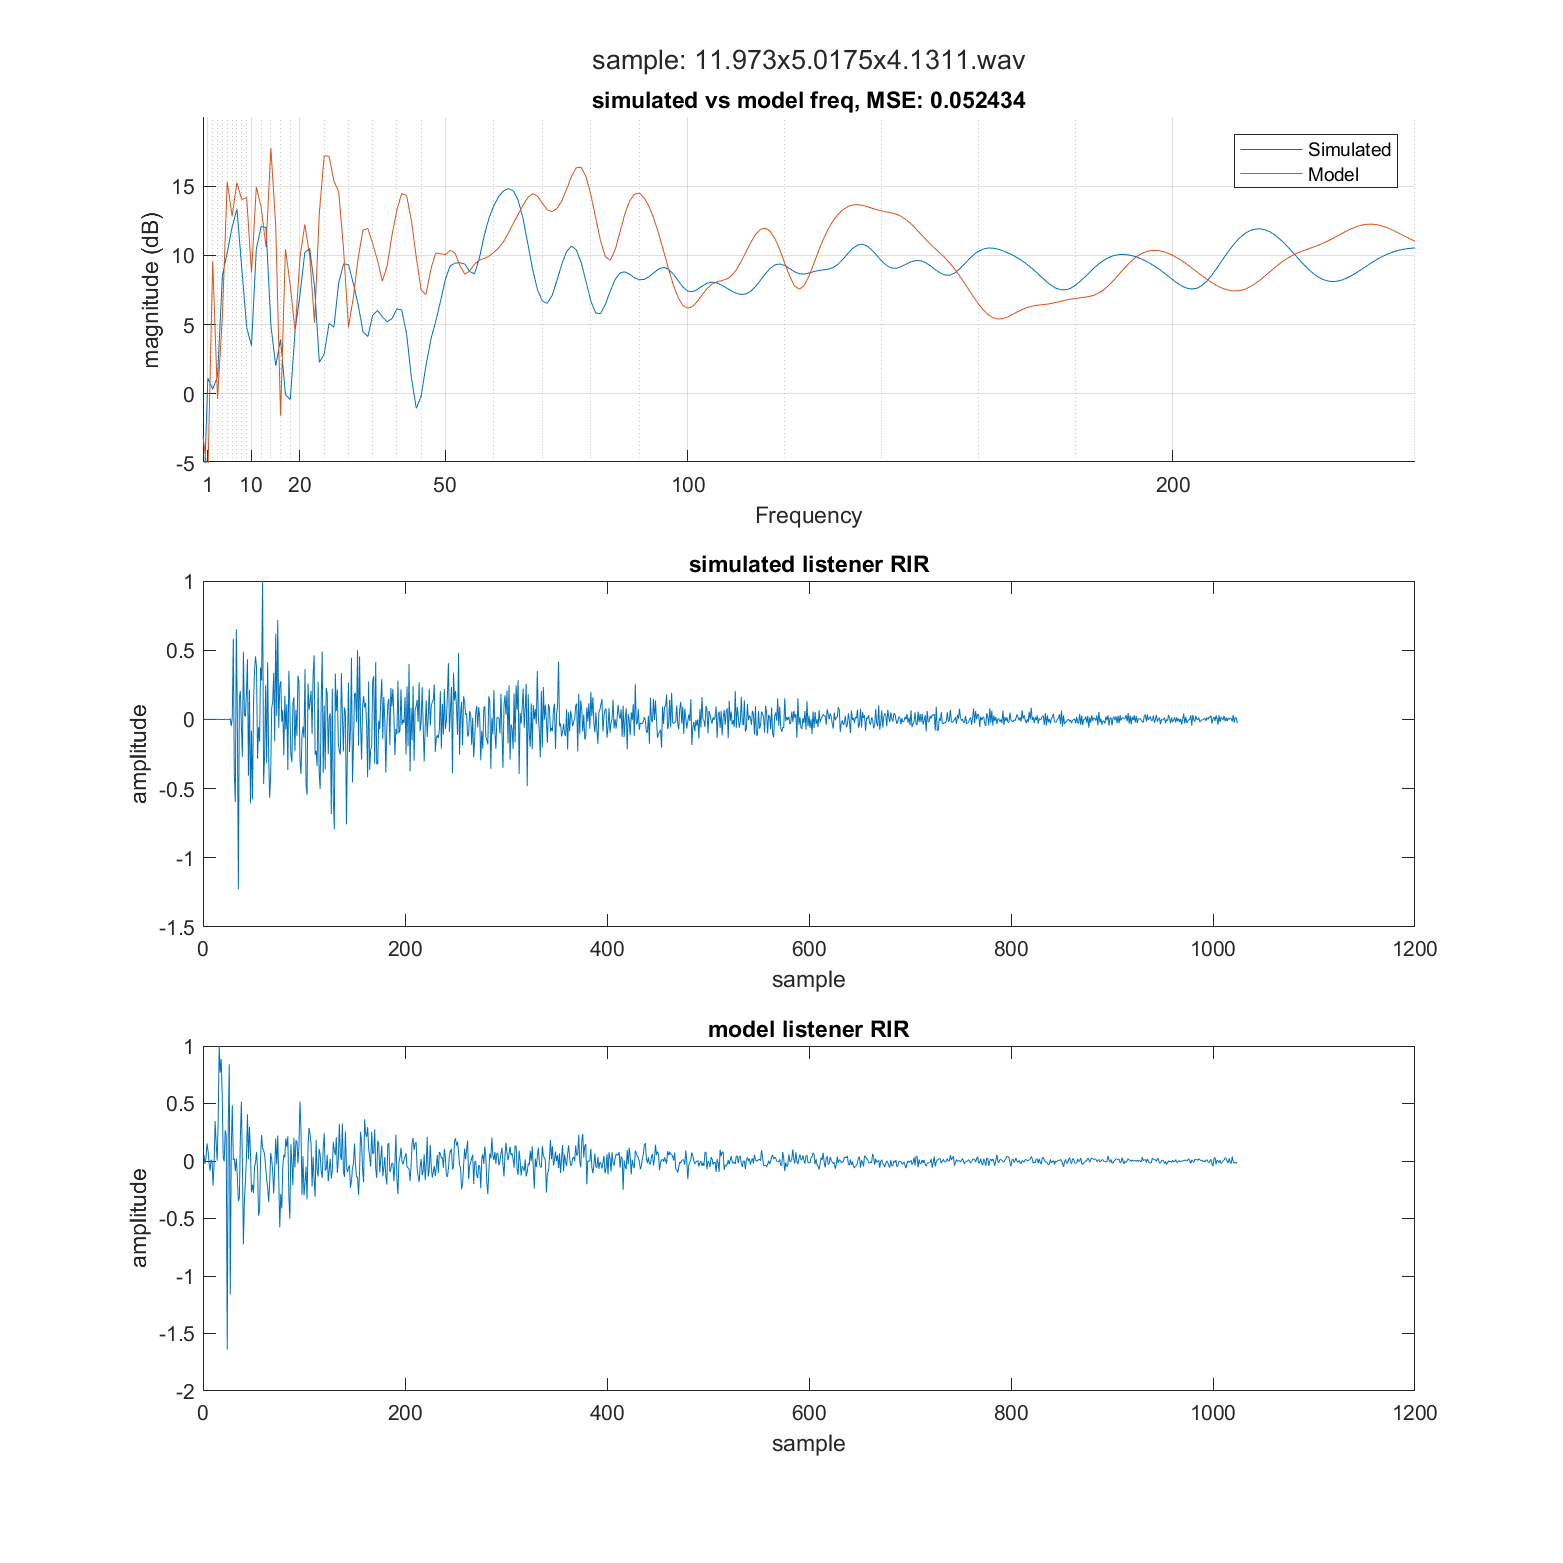 sample: 11.973x5.0175x4.1311.wav
simulated vs model freq, MSE: 0.052434
Simulated
Model
magnitude (dB)
15
10
5
0
-5
1 10 20 50 100 200
Frequency
simulated listener RIR
amplitude
1
0.5
0
-0.5
-1
-1.5
0 200 400 600 800 1000 1200
sample
model listener RIR
amplitude
1
0.5
0
-0.5
-1
-1.5
-2
0 200 400 600 800 1000 1200
sample